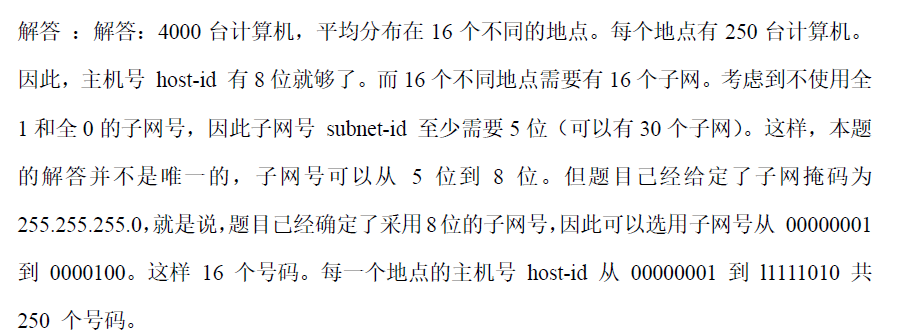 解答 ：解答：4000 台计算机，平均分布在 16 个不同的地点。每个地点有 250 台计算机。
因此，主机号 host-id 有 8 位就够了。而 16 个不同地点需要有 16 个子网。考虑到不使用全
1 和全 0 的子网号，因此子网号 subnet-id 至少需要 5 位（可以有 30 个子网）。这样，本题
的解答并不是唯一的，子网号可以从 5 位到 8 位。但题目己经给定了子网掩码为
255.255.255.0，就是说，题目己经确定了采用 8 位的子网号，因此可以选用子网号从 00000001
到 0000100。这样 16 个号码。每一个地点的主机号 host-id 从 00000001 到 l1111010 共
250 个号码。